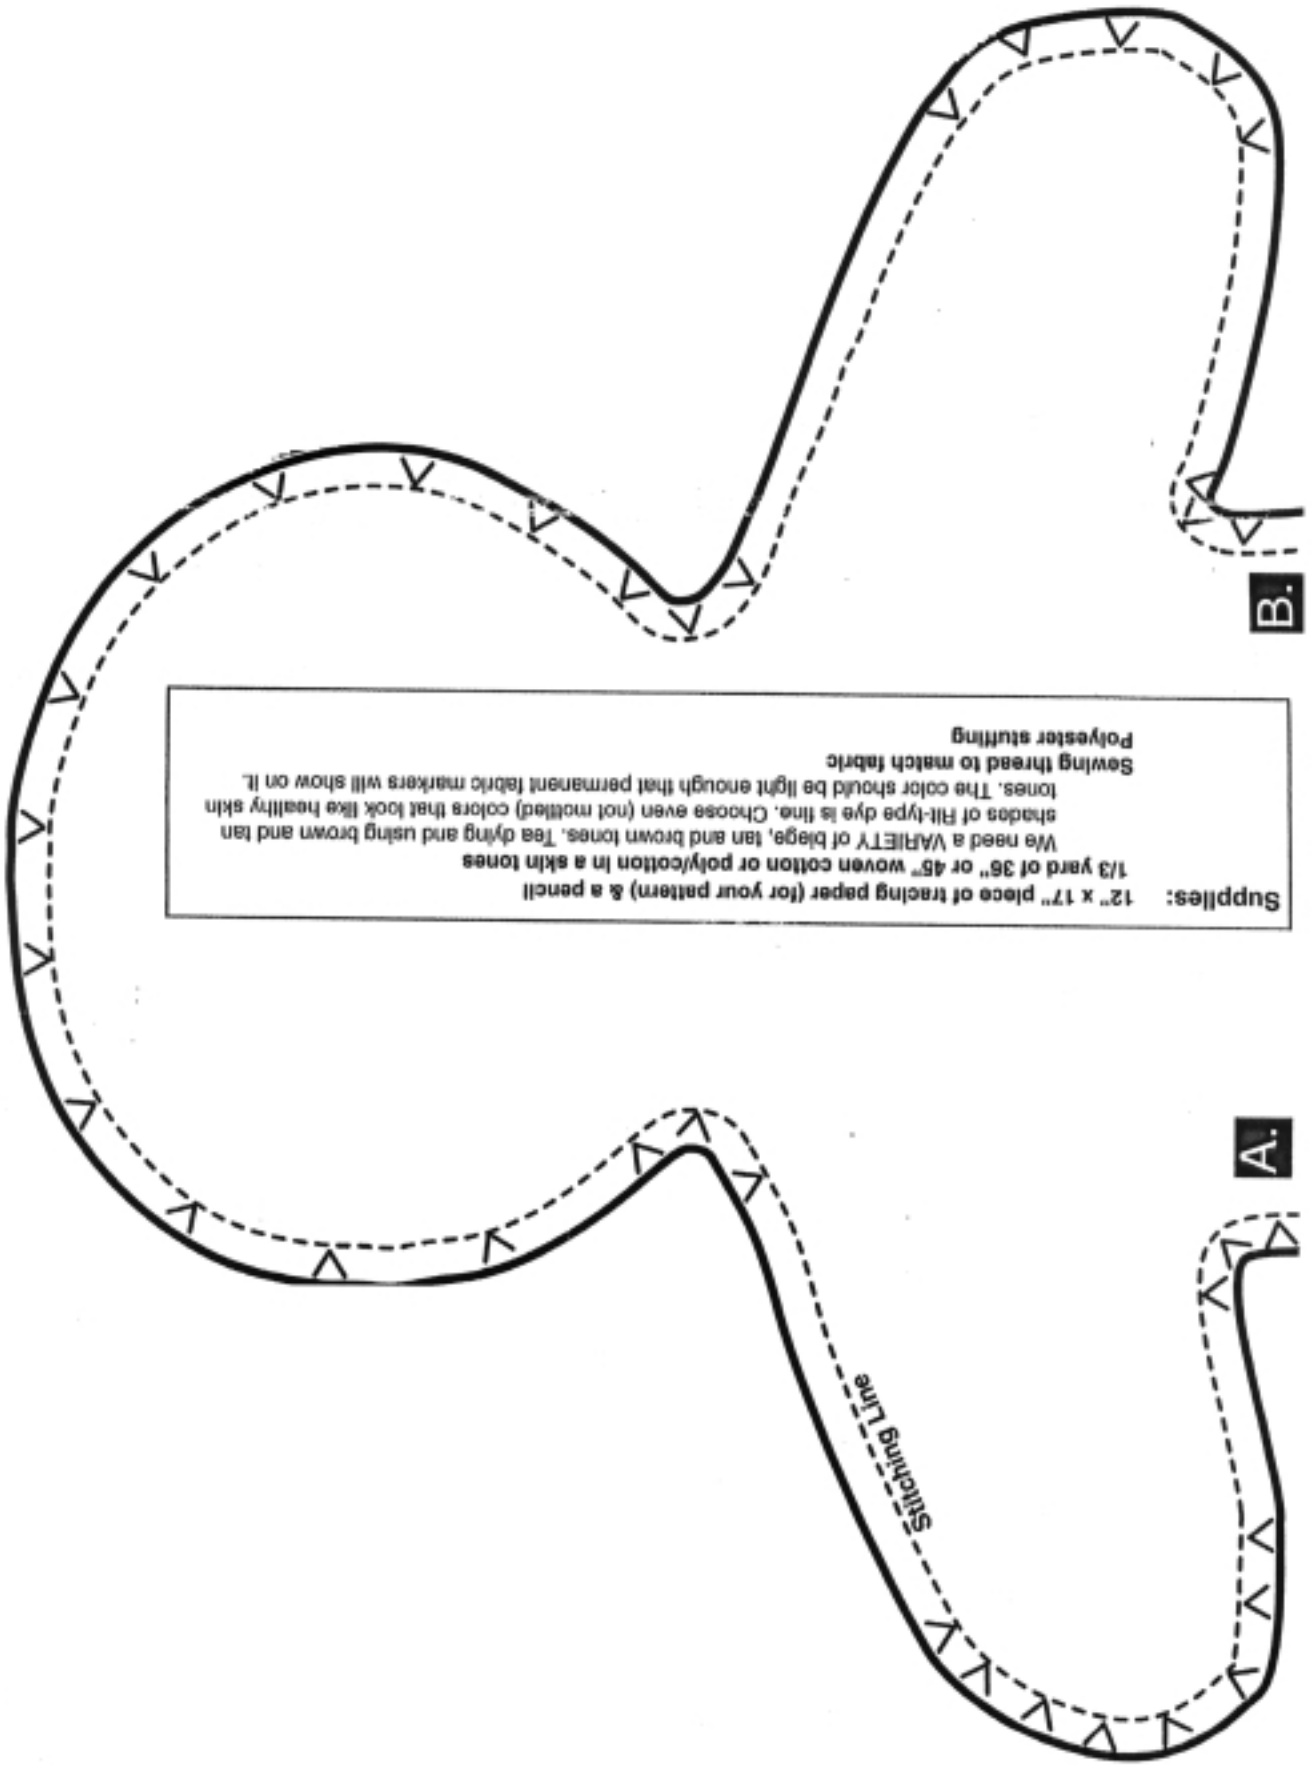 Supplies: 12" x 17" piece of tracing paper (for your pattern) & a pencil
1/3 yard of 36" or 45" woven cotton or poly/cotton in a skin tones
We need a VARIETY of biege, tan and brown tones. Tea dying and using brown and tan
shades of Rit-type dye is fine. Choose even (not mottled) colors that look like healthy skin
tones. The color should be light enough that permanent fabric markers will show on it.
Sewing thread to match fabric
Polyester stuffing
Stitching Line
A.
B.